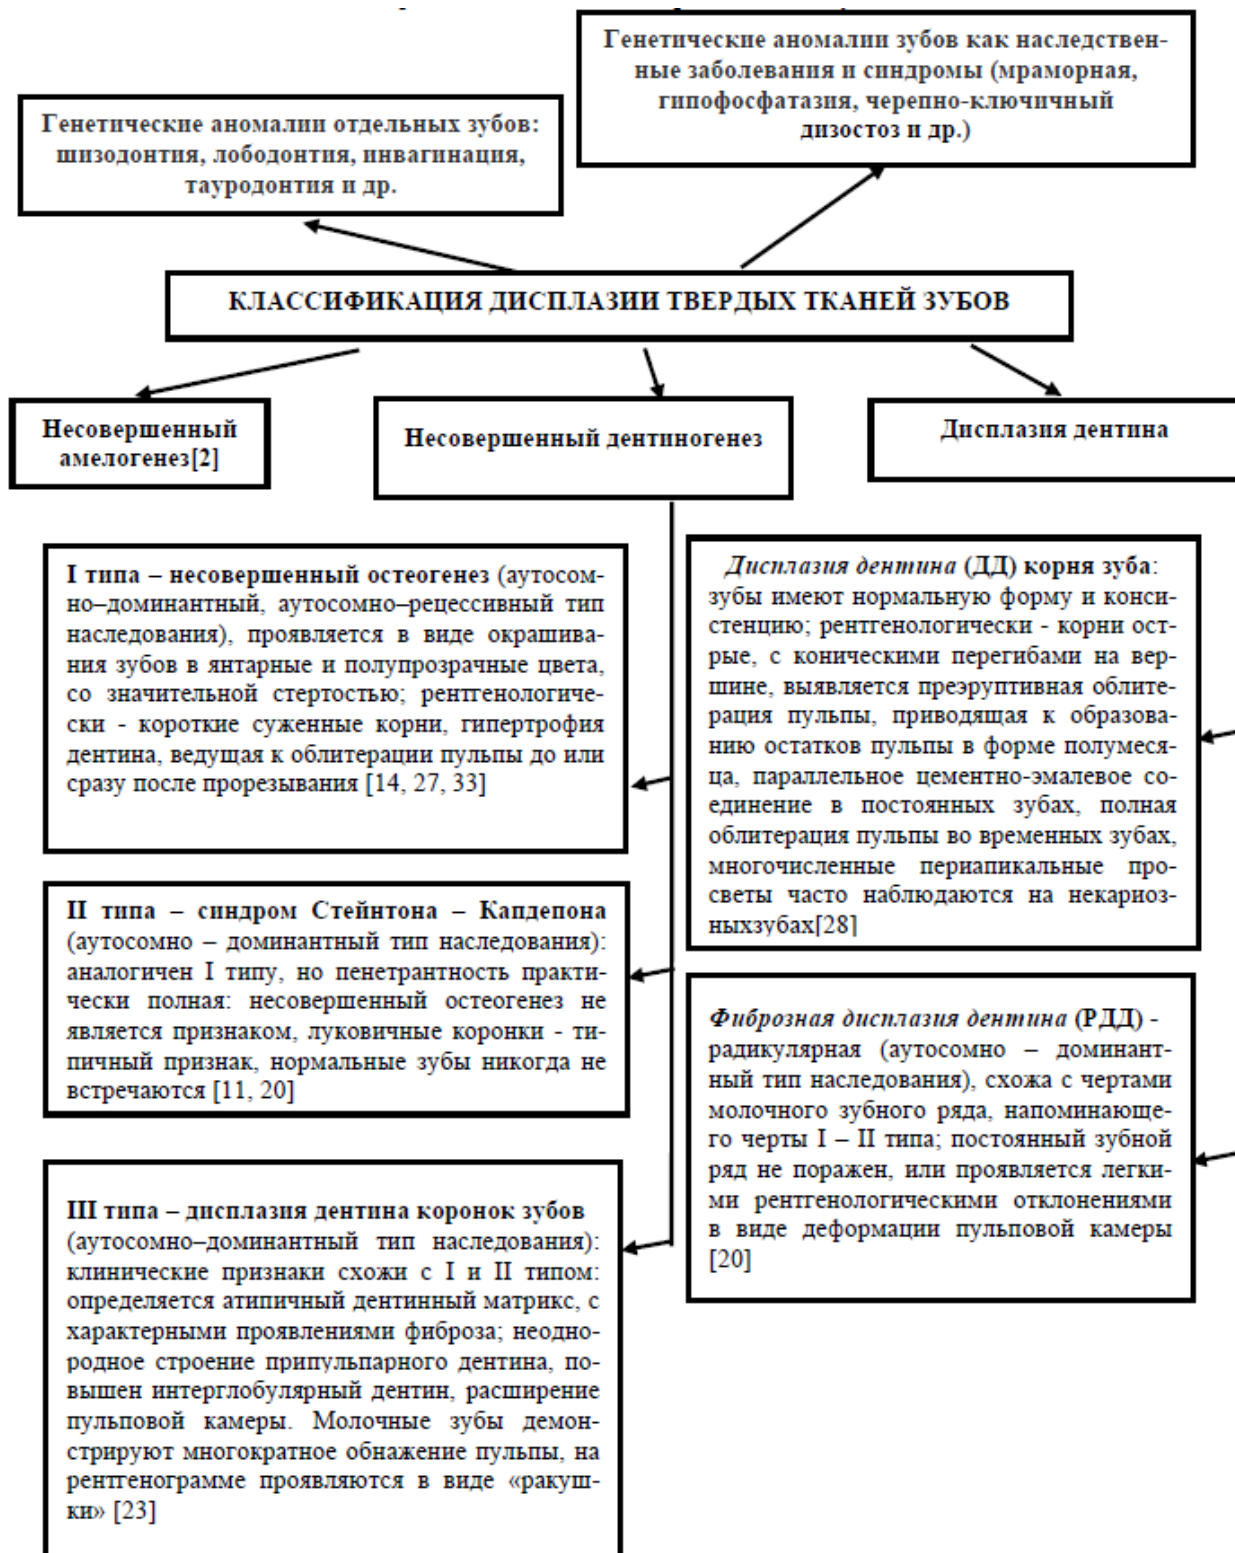 Генетические аномалии зубов как наследствен-
ные заболевания и синдромы (мраморная,
гипофосфатазия, черепно-ключичный
дизостоз и др.)
Генетические аномалии отдельных зубов:
шизодонтия, лободонтия, инвагинация,
тауродонтия и др.
КЛАССИФИКАЦИЯ ДИСПЛАЗИИ ТВЕРДЫХ ТКАНЕЙ ЗУБОВ
Несовершенный
амелогенез[2]
Несовершенный дентиногенез
Дисплазия дентина
I типа – несовершенный остеогенез (аутосом-
но–доминантный, аутосомно–рецессивный тип
наследования), проявляется в виде окрашива-
ния зубов в янтарные и полупрозрачные цвета,
со значительной стертостью; рентгенологиче-
ски - короткие суженные корни, гипертрофия
дентина, ведущая к облитерации пульпы до или
сразу после прорезывания [14, 27, 33]
II типа – синдром Стейнтона – Капдепона
(аутосомно – доминантный тип наследования):
аналогичен I типу, но пенетрантность практи-
чески полная: несовершенный остеогенез не
является признаком, луковичные коронки - ти-
пичный признак, нормальные зубы никогда не
встречаются [11, 20]
III типа – дисплазия дентина коронок зубов
(аутосомно–доминантный тип наследования):
клинические признаки схожи с I и II типом:
определяется атипичный дентинный матрикс, с
характерными проявлениями фиброза; неодно-
родное строение припульпарного дентина, по-
вышен интерглобулярный дентин, расширение
пульповой камеры. Молочные зубы демон-
стрируют многократное обнажение пульпы, на
рентгенограмме проявляются в виде «ракуш-
ки» [23]
Дисплазия дентина (ДД) корня зуба:
зубы имеют нормальную форму и конси-
стенцию; рентгенологически - корни ост-
рые, с коническими перегибами на вер-
шине, выявляется преэруптивная облите-
рация пульпы, приводящая к образова-
нию остатков пульпы в форме полумеся-
ца, параллельное цементно-эмалевое со-
единение в постоянных зубах, полная
облитерация пульпы во временных зубах,
многочисленные периапикальные про-
светы часто наблюдаются на некариоз-
ныхзубах[28]
Фиброзная дисплазия дентина (РДД) -
радикулярная (аутосомно – доминант-
ный тип наследования), схожа с чертами
молочного зубного ряда, напоминающе-
го черты I – II типа; постоянный зубной
ряд не поражен, или проявляется легки-
ми рентгенологическими отклонениями
в виде деформации пульповой камеры
[20]